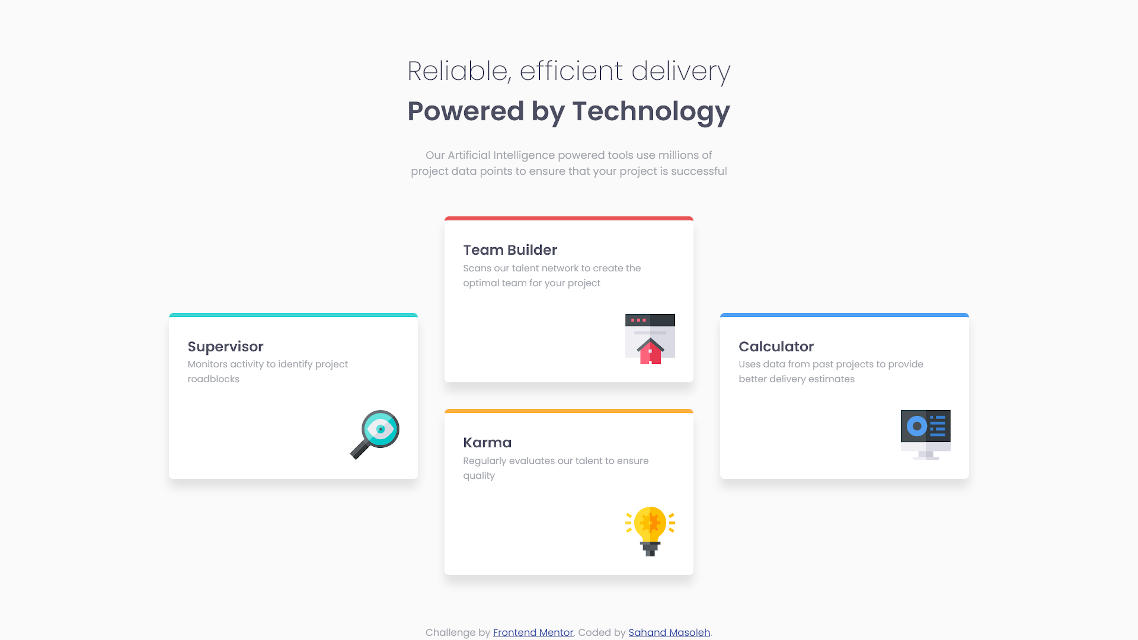 Reliable, efficient delivery
Powered by Technology
Our Artificial Intelligence powered tools use millions of
project data points to ensure that your project is successful
Team Builder
Scans our talent network to create the
optimal team for your project
Supervisor
Monitors activity to identify project
roadblocks
Calculator
Uses data from past projects to provide
better delivery estimates
Karma
Regularly evaluates our talent to ensure
quality
Challenge by Frontend Mentor. Coded by Sahand Masoleh.